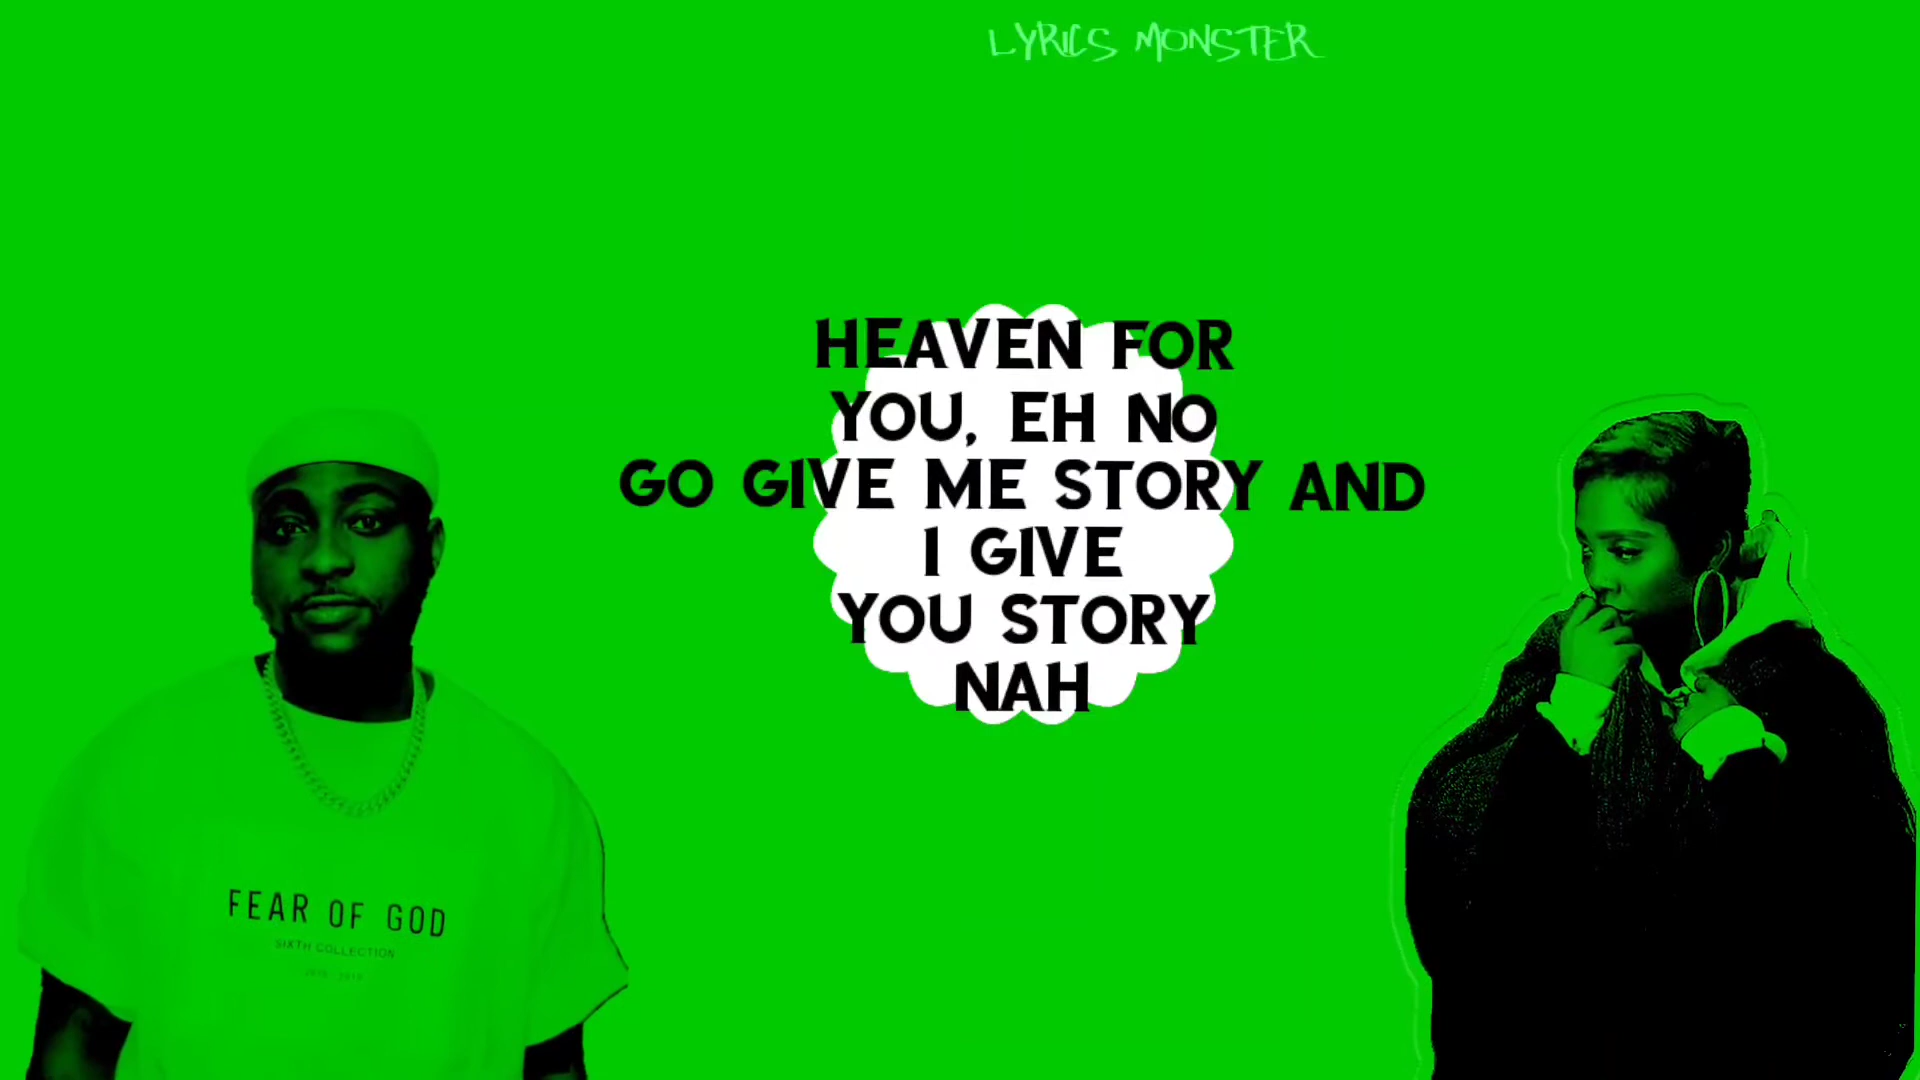 LYRICS MONSTER
HEAVEN FOR
YOU, EH NO
GO GIVE ME STORY AND
I GIVE
YOU STORY
NAH
FEAR OF GOD
SIXTH COLLECTION